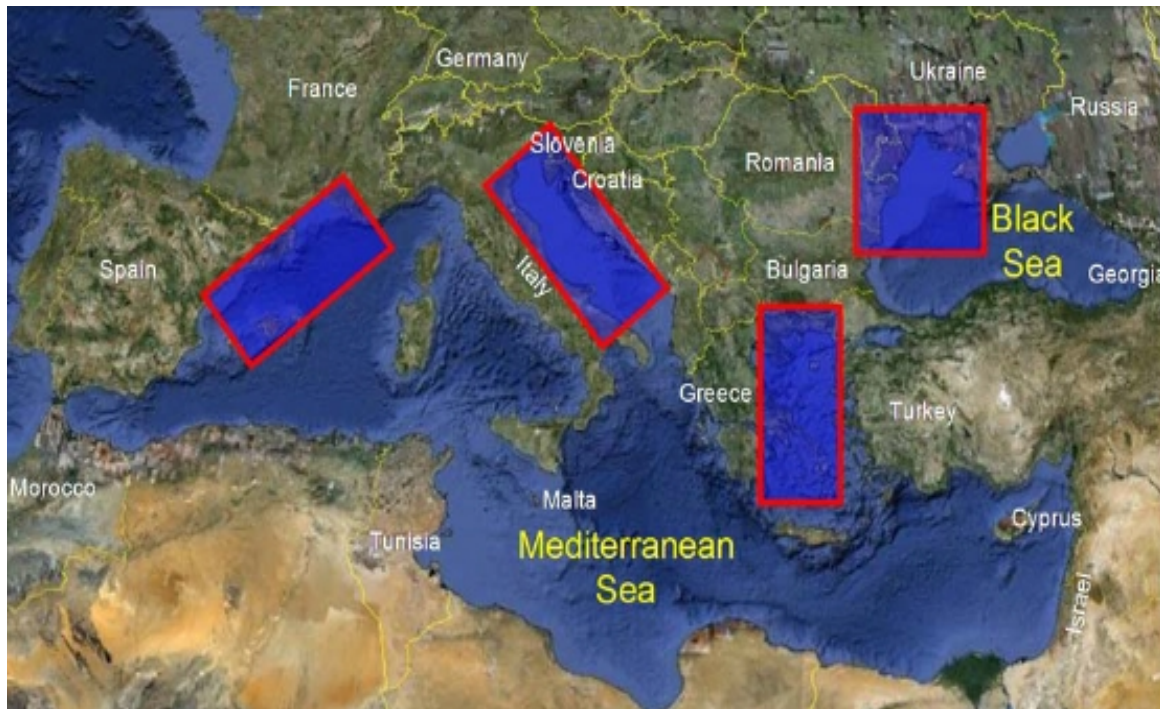 Germany
France
Ukraine
Russia
Slovenia
Romania
Croatia
Black
Sea
Spain
Italy
Bulgaria
Georgia
Greece
Turkey
Morocco
Malta
Cyprus
Tunisia
Mediterranean
Sea
Israel